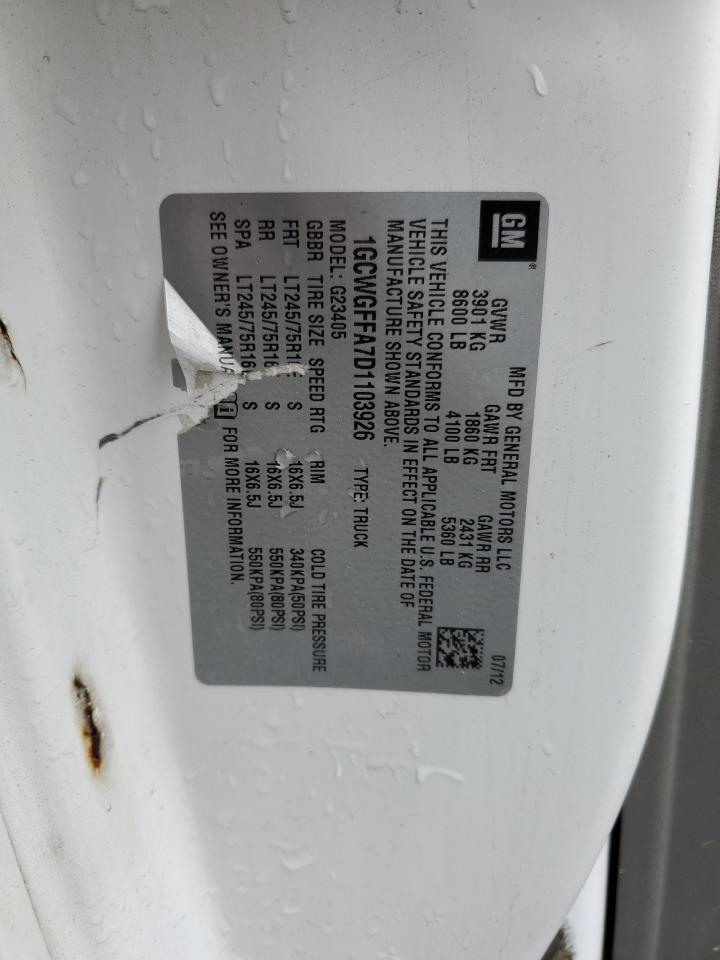 GM®
MFD BY GENERAL MOTORS LLC 07/12
GVWR GAWR FRT GAWR RR
3901 KG 1860 KG 2431 KG
8600 LB 4100 LB 5360 LB
THIS VEHICLE CONFORMS TO ALL APPLICABLE U.S. FEDERAL MOTOR
VEHICLE SAFETY STANDARDS IN EFFECT ON THE DATE OF
MANUFACTURE SHOWN ABOVE.
1GCWGFFA7D1103926 TYPE: TRUCK
MODEL: G23405
GBBR TIRE SIZE SPEED RTG RIM COLD TIRE PRESSURE
FRT LT245/75R16E S 16X6.5J 340KPA(50PSI)
RR LT245/75R16 S 16X6.5J 550KPA(80PSI)
SPA LT245/75R16 S 16X6.5J 550KPA(80PSI)
SEE OWNER'S MANUAL i FOR MORE INFORMATION.